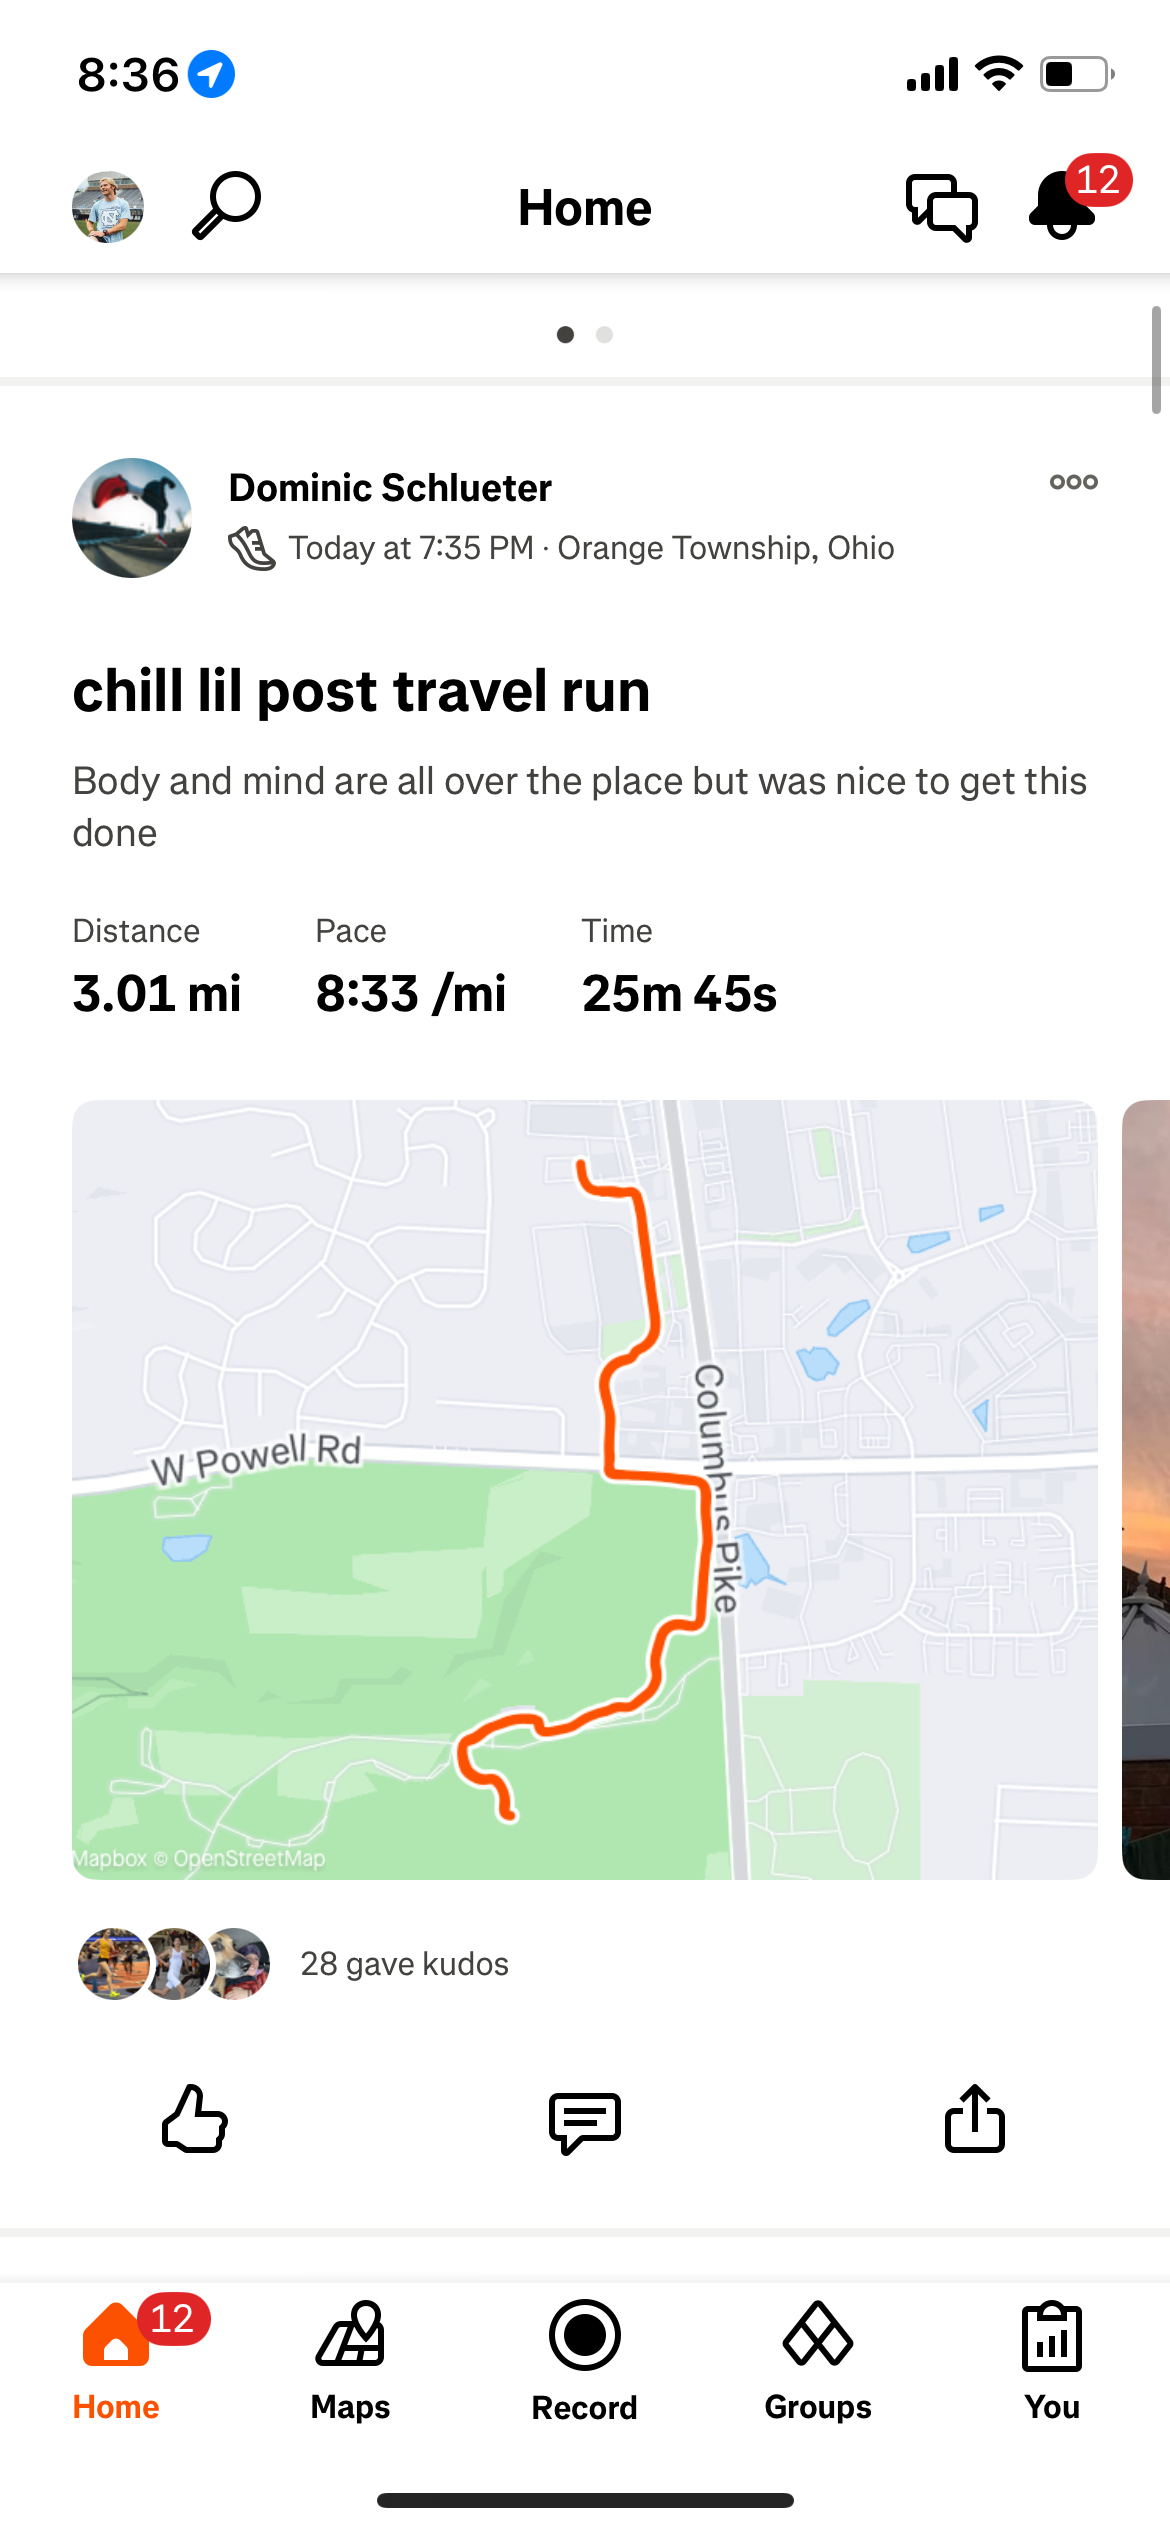 8:36
Home
12
Dominic Schlueter
Today at 7:35 PM · Orange Township, Ohio
chill lil post travel run
Body and mind are all over the place but was nice to get this
done
Distance Pace Time
3.01 mi 8:33 /mi 25m 45s
Columbus Pike
W Powell Rd
Mapbox © OpenStreetMap
28 gave kudos
12
Home Maps Record Groups You